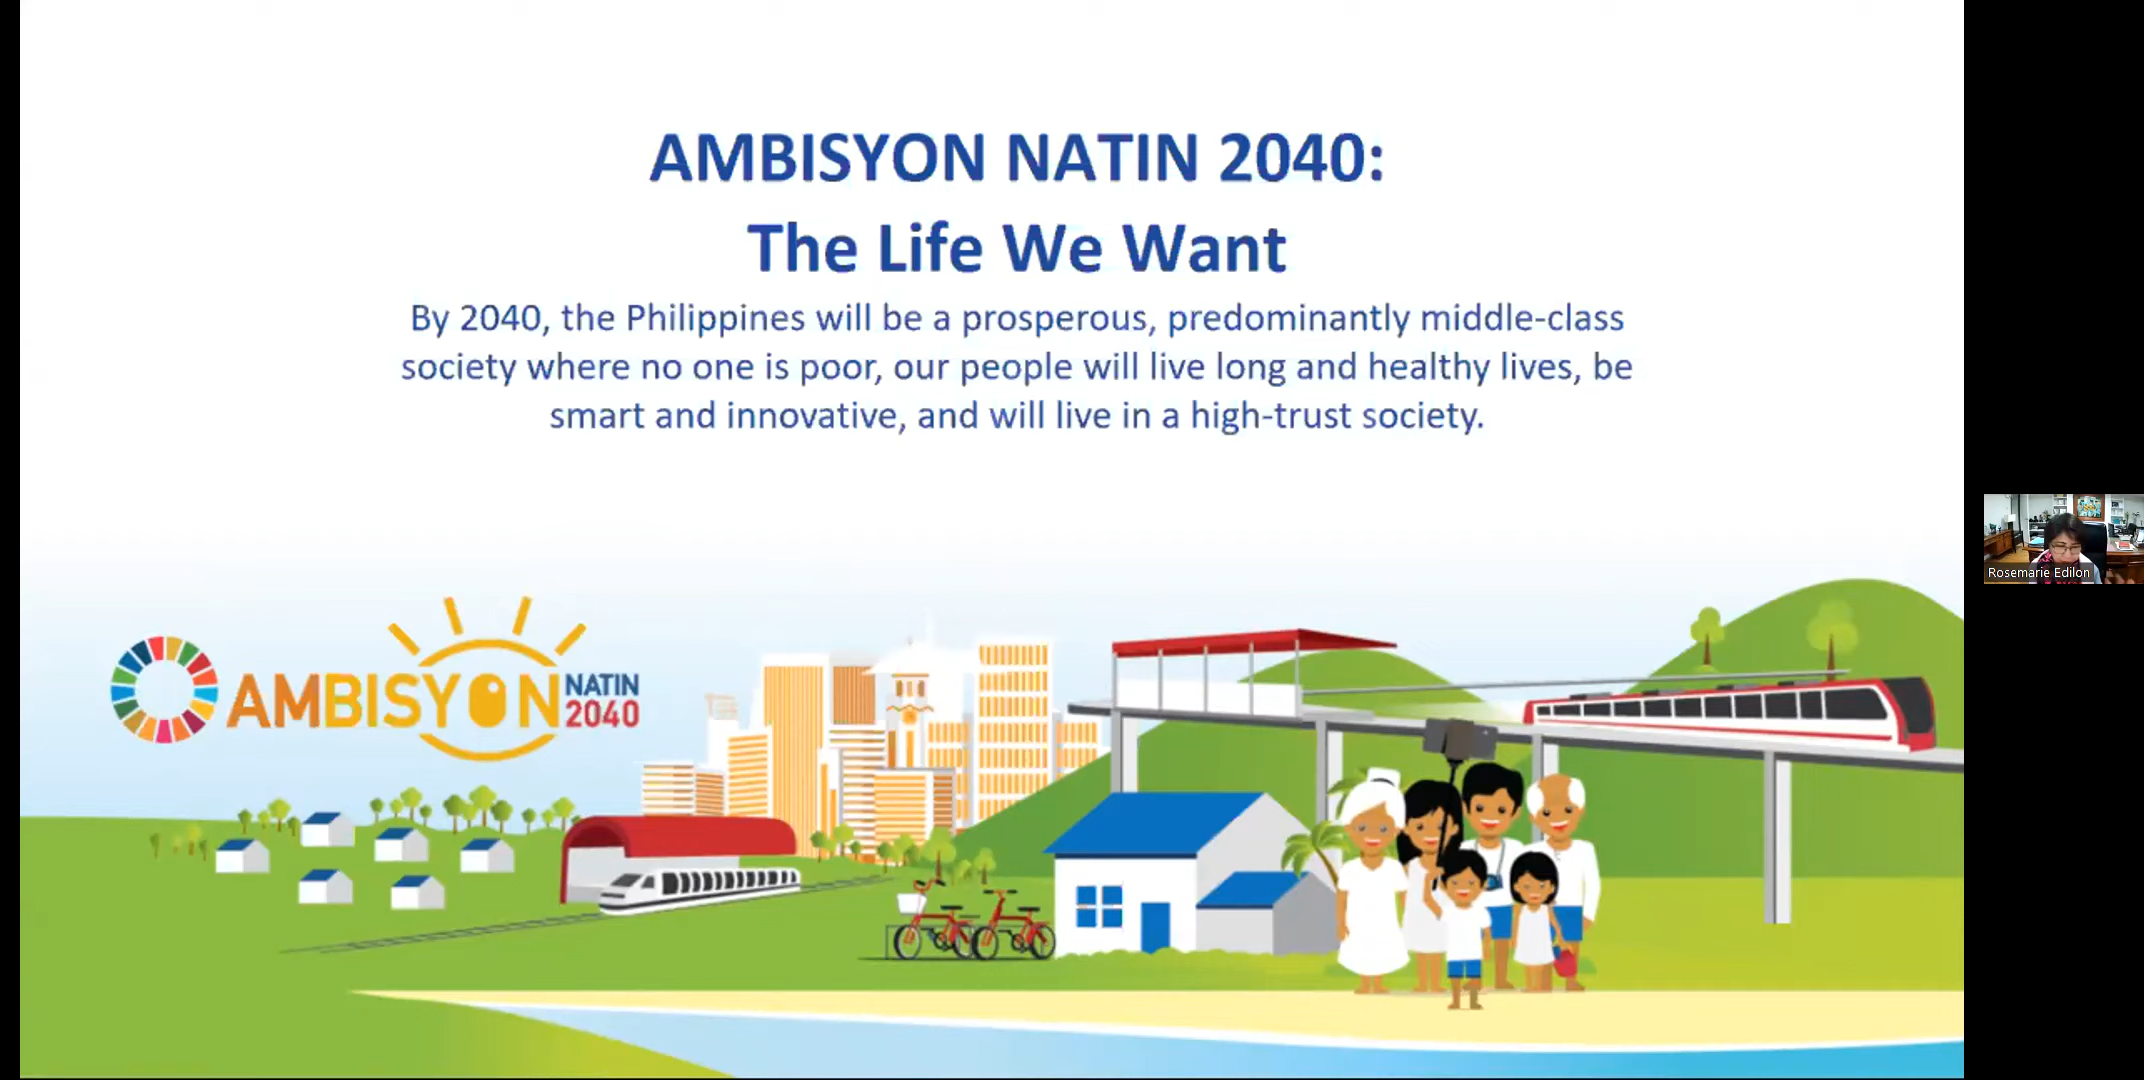 AMBISYON NATIN 2040:
The Life We Want
By 2040, the Philippines will be a prosperous, predominantly middle-class
society where no one is poor, our people will live long and healthy lives, be
smart and innovative, and will live in a high-trust society.
AMBISYON NATIN
2040
Rosemarie Edilon